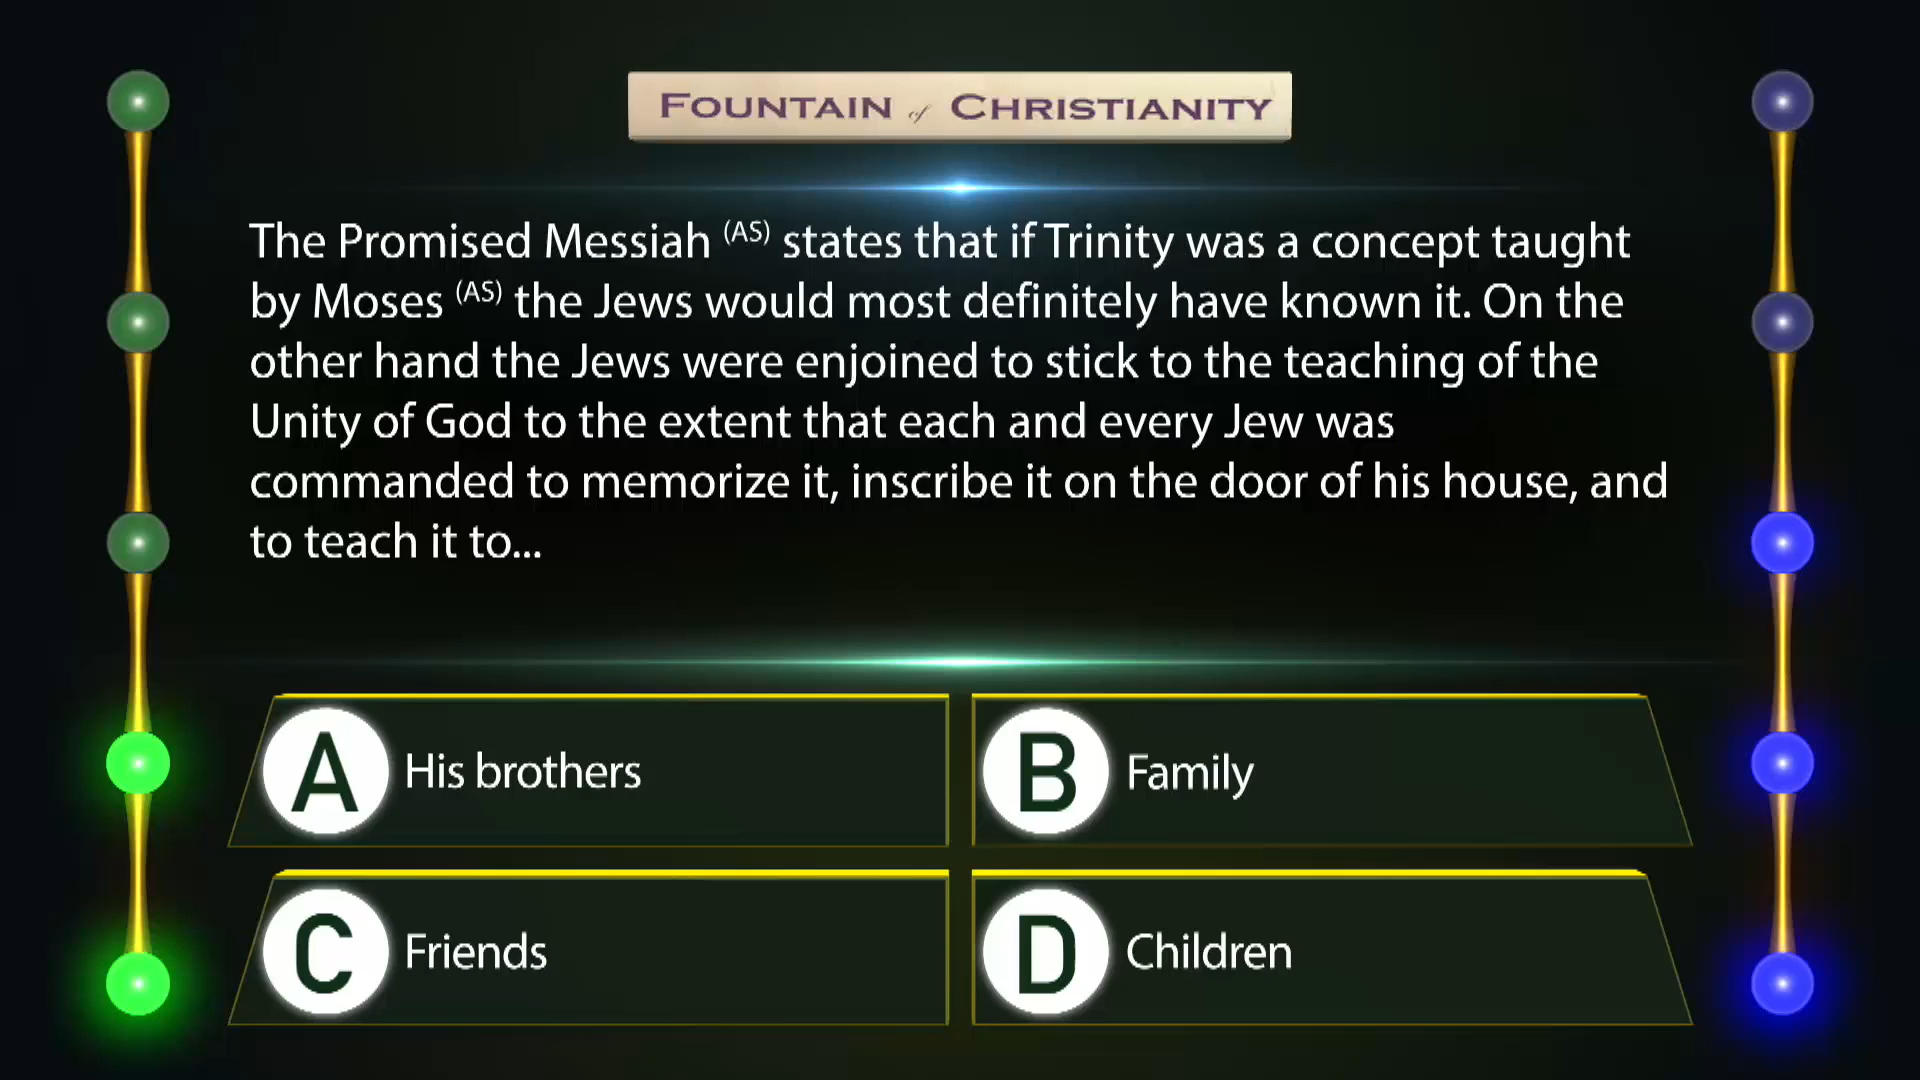 FOUNTAIN of CHRISTIANITY
The Promised Messiah (AS) states that if Trinity was a concept taught
by Moses (AS) the Jews would most definitely have known it. On the
other hand the Jews were enjoined to stick to the teaching of the
Unity of God to the extent that each and every Jew was
commanded to memorize it, inscribe it on the door of his house, and
to teach it to...
A His brothers
B Family
C Friends
D Children